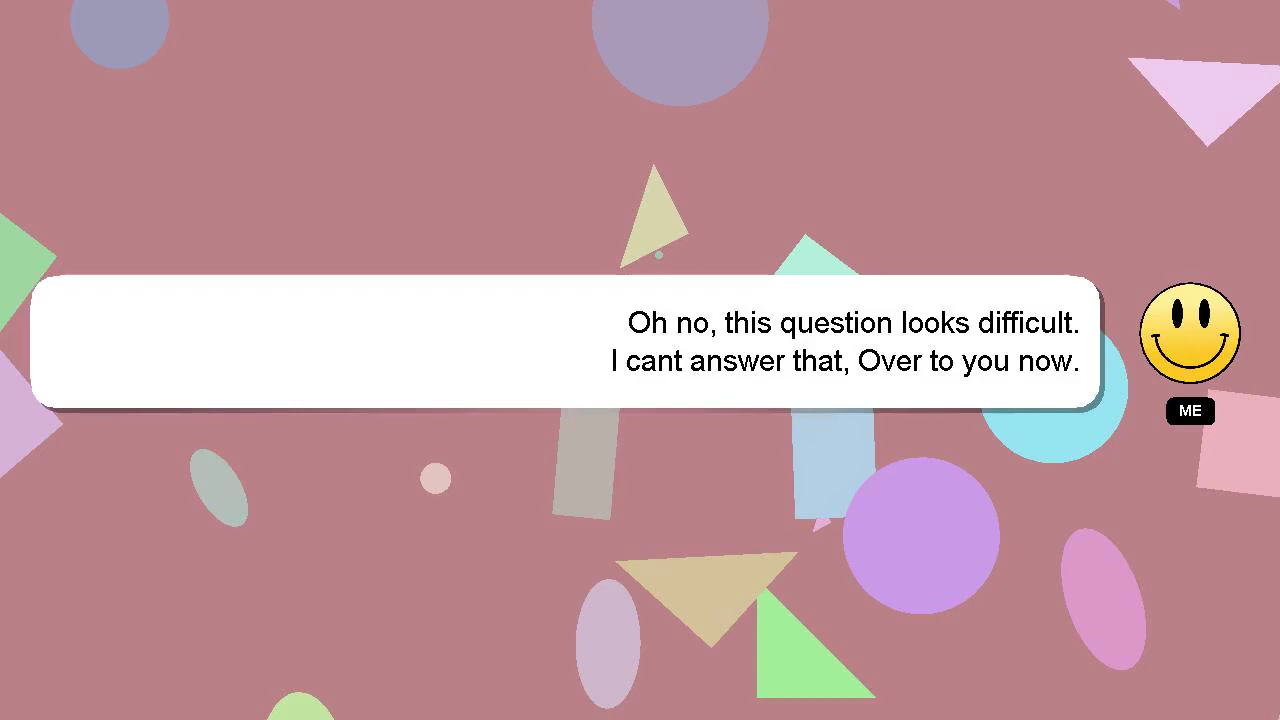 Oh no, this question looks difficult.
I cant answer that, Over to you now.
ME